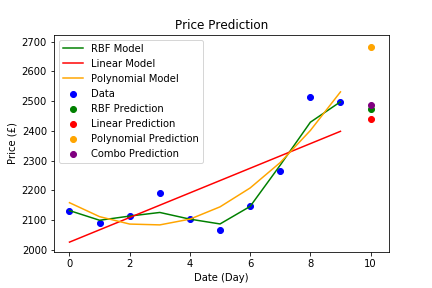 Price Prediction
2700
2600
2500
2400
2300
2200
2100
2000
Price (£)
RBF Model
Linear Model
Polynomial Model
Data
RBF Prediction
Linear Prediction
Polynomial Prediction
Combo Prediction
0
2
4
6
8
10
Date (Day)